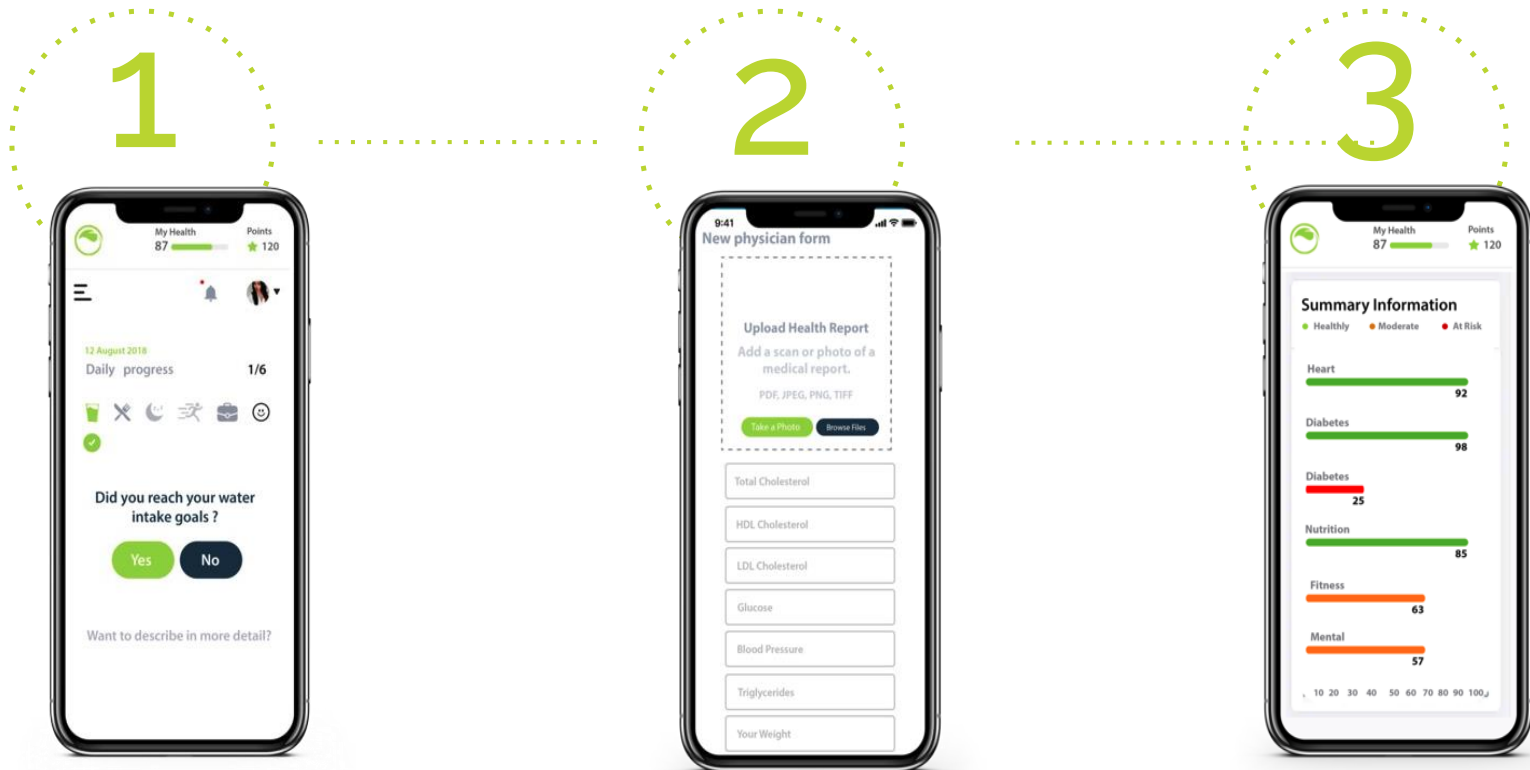 1
2
3
My Health
87
Points
120
12 August 2018
Daily progress
1/6
Did you reach your water
intake goals ?
Yes
No
Want to describe in more detail?
9:41
New physician form
Upload Health Report
Add a scan or photo of a
medical report.
PDF, JPEG, PNG, TIFF
Take a Photo
Browse Files
Total Cholesterol
HDL Cholesterol
LDL Cholesterol
Glucose
Blood Pressure
Triglycerides
Your Weight
My Health
87
Points
120
Summary Information
Healthly
Moderate
At Risk
Heart
92
Diabetes
98
Diabetes
25
Nutrition
85
Fitness
63
Mental
57
10 20 30 40 50 60 70 80 90 100